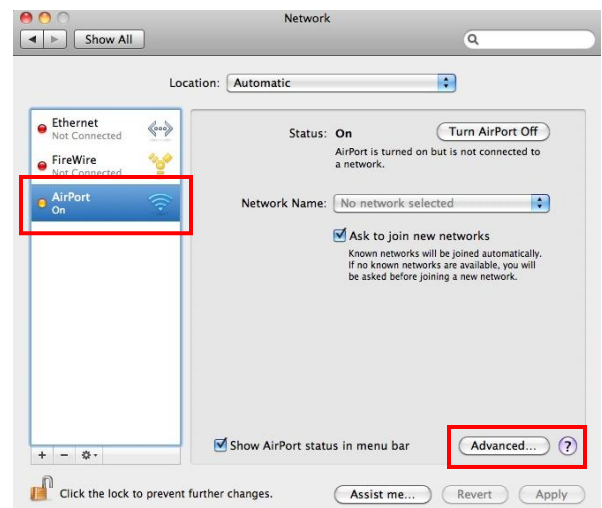 Network
Show All
Location: Automatic
Ethernet
Not Connected
FireWire
Not Connected
AirPort
On
Status: On
Turn AirPort Off
AirPort is turned on but is not connected to
a network.
Network Name: No network selected
Ask to join new networks
Known networks will be joined automatically.
If no known networks are available, you will
be asked before joining a new network.
Show AirPort status in menu bar
Advanced... ?
+ −
Click the lock to prevent further changes.
Assist me... Revert Apply